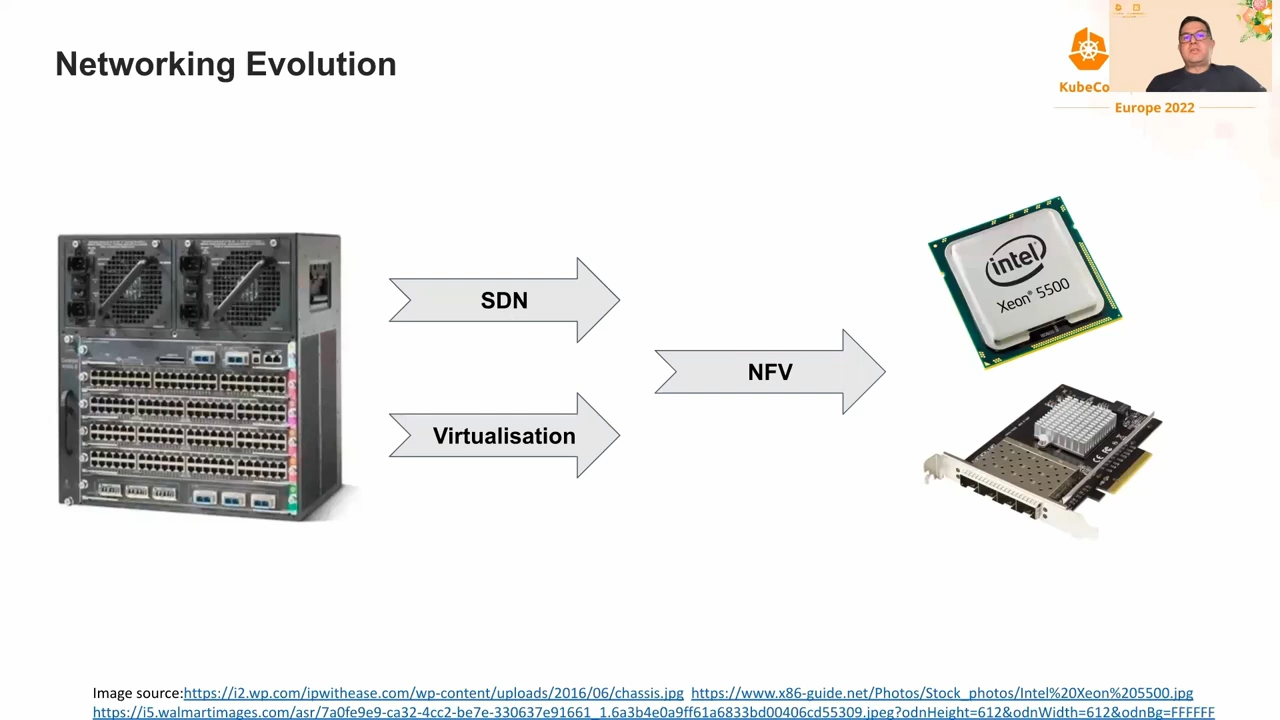 Networking Evolution
KubeCo
Europe 2022
SDN
Virtualisation
NFV
intel
Xeon® 5500
Image source:https://i2.wp.com/ipwithease.com/wp-content/uploads/2016/06/chassis.jpg https://www.x86-guide.net/Photos/Stock_photos/Intel%20Xeon%205500.jpg
https://i5.walmartimages.com/asr/7a0fe9e9-ca32-4cc2-be7e-330637e91661_1.6a3b4e0a9ff61a6833bd00406cd55309.jpeg?odnHeight=612&odnWidth=612&odnBg=FFFFFF